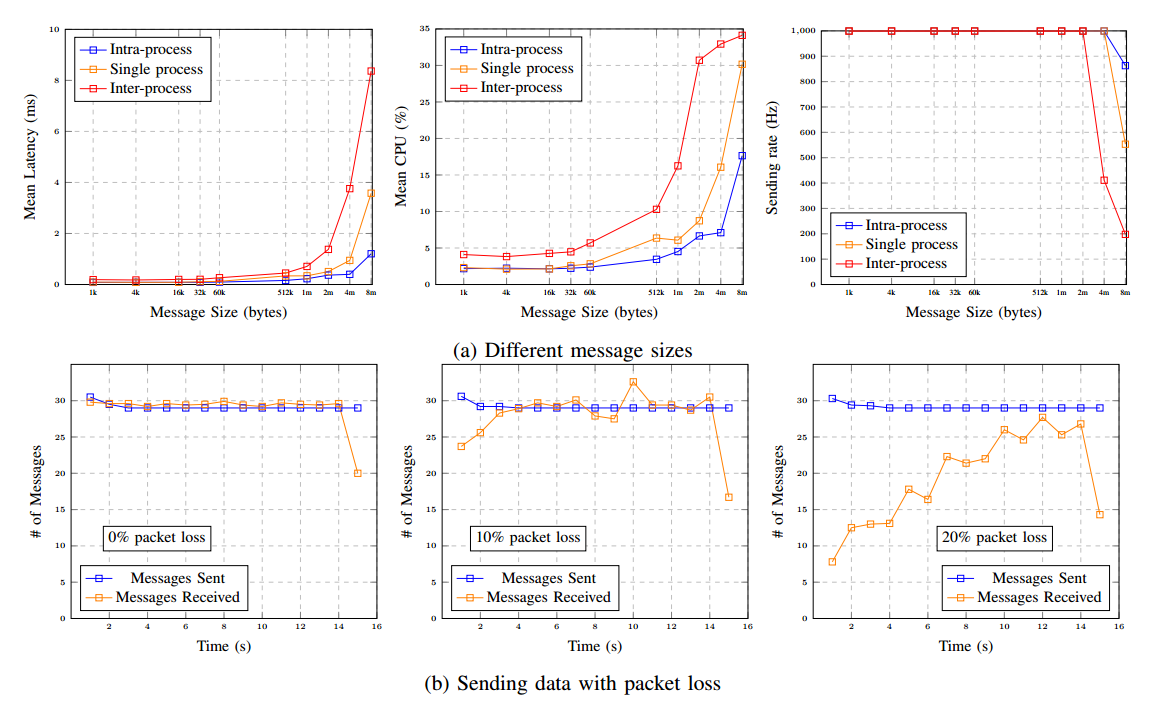 Mean Latency (ms)
10
8
6
4
2
0
Intra-process
Single process
Inter-process
1k 4k 16k 32k 60k 512k 1m 2m 4m 8m
Message Size (bytes)
Mean CPU (%)
35
30
25
20
15
10
5
0
Intra-process
Single process
Inter-process
1k 4k 16k 32k 60k 512k 1m 2m 4m 8m
Message Size (bytes)
Sending rate (Hz)
1,000
900
800
700
600
500
400
300
200
100
0
Intra-process
Single process
Inter-process
1k 4k 16k 32k 60k 512k 1m 2m 4m 8m
Message Size (bytes)
(a) Different message sizes
# of Messages
30
25
20
15
10
5
0
0% packet loss
Messages Sent
Messages Received
2 4 6 8 10 12 14 16
Time (s)
# of Messages
30
25
20
15
10
5
0
10% packet loss
Messages Sent
Messages Received
2 4 6 8 10 12 14 16
Time (s)
# of Messages
30
25
20
15
10
5
0
20% packet loss
Messages Sent
Messages Received
2 4 6 8 10 12 14 16
Time (s)
(b) Sending data with packet loss